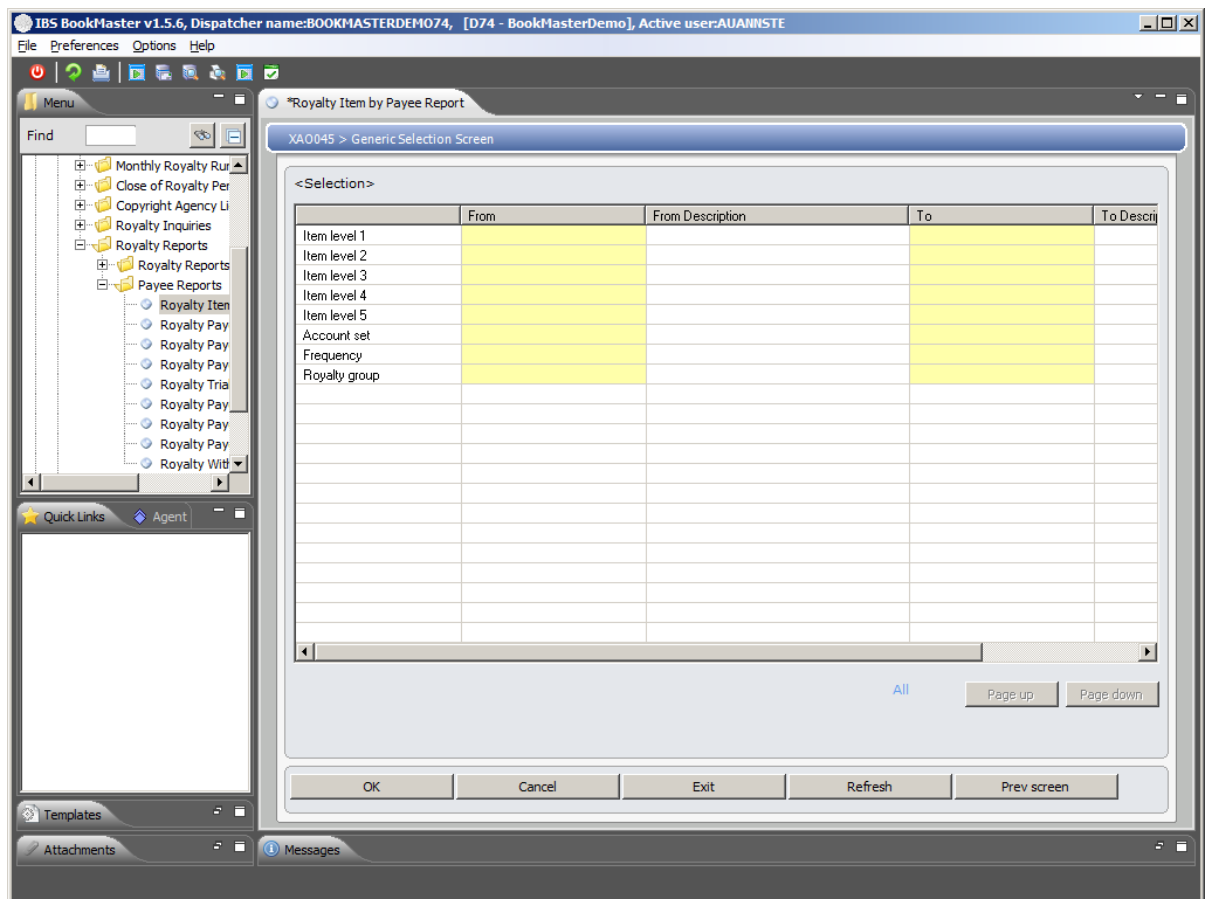 IBS BookMaster v1.5.6, Dispatcher name:BOOKMASTERDEMO74, [D74 - BookMasterDemo], Active user:AUANNSTE
File Preferences Options Help
Menu
Find
Monthly Royalty Rur
Close of Royalty Per
Copyright Agency Li
Royalty Inquiries
Royalty Reports
Royalty Reports
Payee Reports
Royalty Iten
Royalty Pay
Royalty Pay
Royalty Pay
Royalty Tria
Royalty Pay
Royalty Pay
Royalty Pay
Royalty With
Quick Links Agent
Templates
Attachments
*Royalty Item by Payee Report
XAO045 > Generic Selection Screen
<Selection>
From From Description To To Descrip
Item level 1
Item level 2
Item level 3
Item level 4
Item level 5
Account set
Frequency
Royalty group
All Page up Page down
OK Cancel Exit Refresh Prev screen
Messages